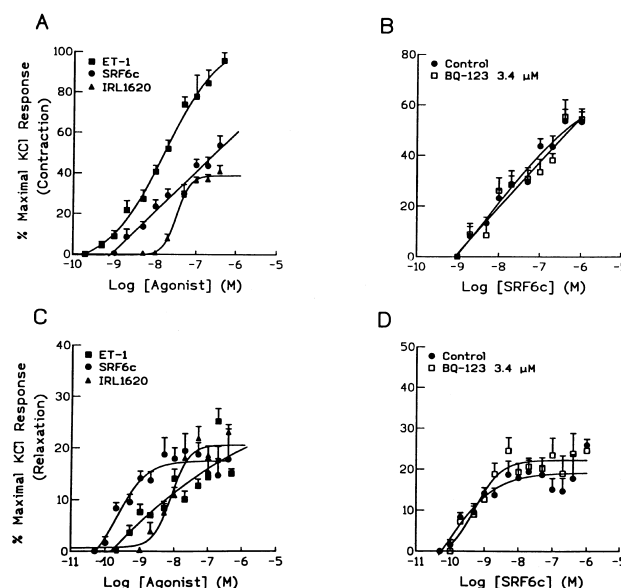 A
ET-1
SRF6c
IRL1620
% Maximal KCl Response
(Contraction)
100
80
60
40
20
0
-10 -9 -8 -7 -6 -5
Log [Agonist] (M)
B
Control
BQ-123 3.4 μM
80
60
40
20
0
-10 -9 -8 -7 -6 -5
Log [SRF6c] (M)
C
ET-1
SRF6c
IRL1620
% Maximal KCl Response
(Relaxation)
40
30
20
10
0
-11 -10 -9 -8 -7 -6 -5
Log [Agonist] (M)
D
Control
BQ-123 3.4 μM
50
40
30
20
10
0
-11 -10 -9 -8 -7 -6 -5
Log [SRF6c] (M)